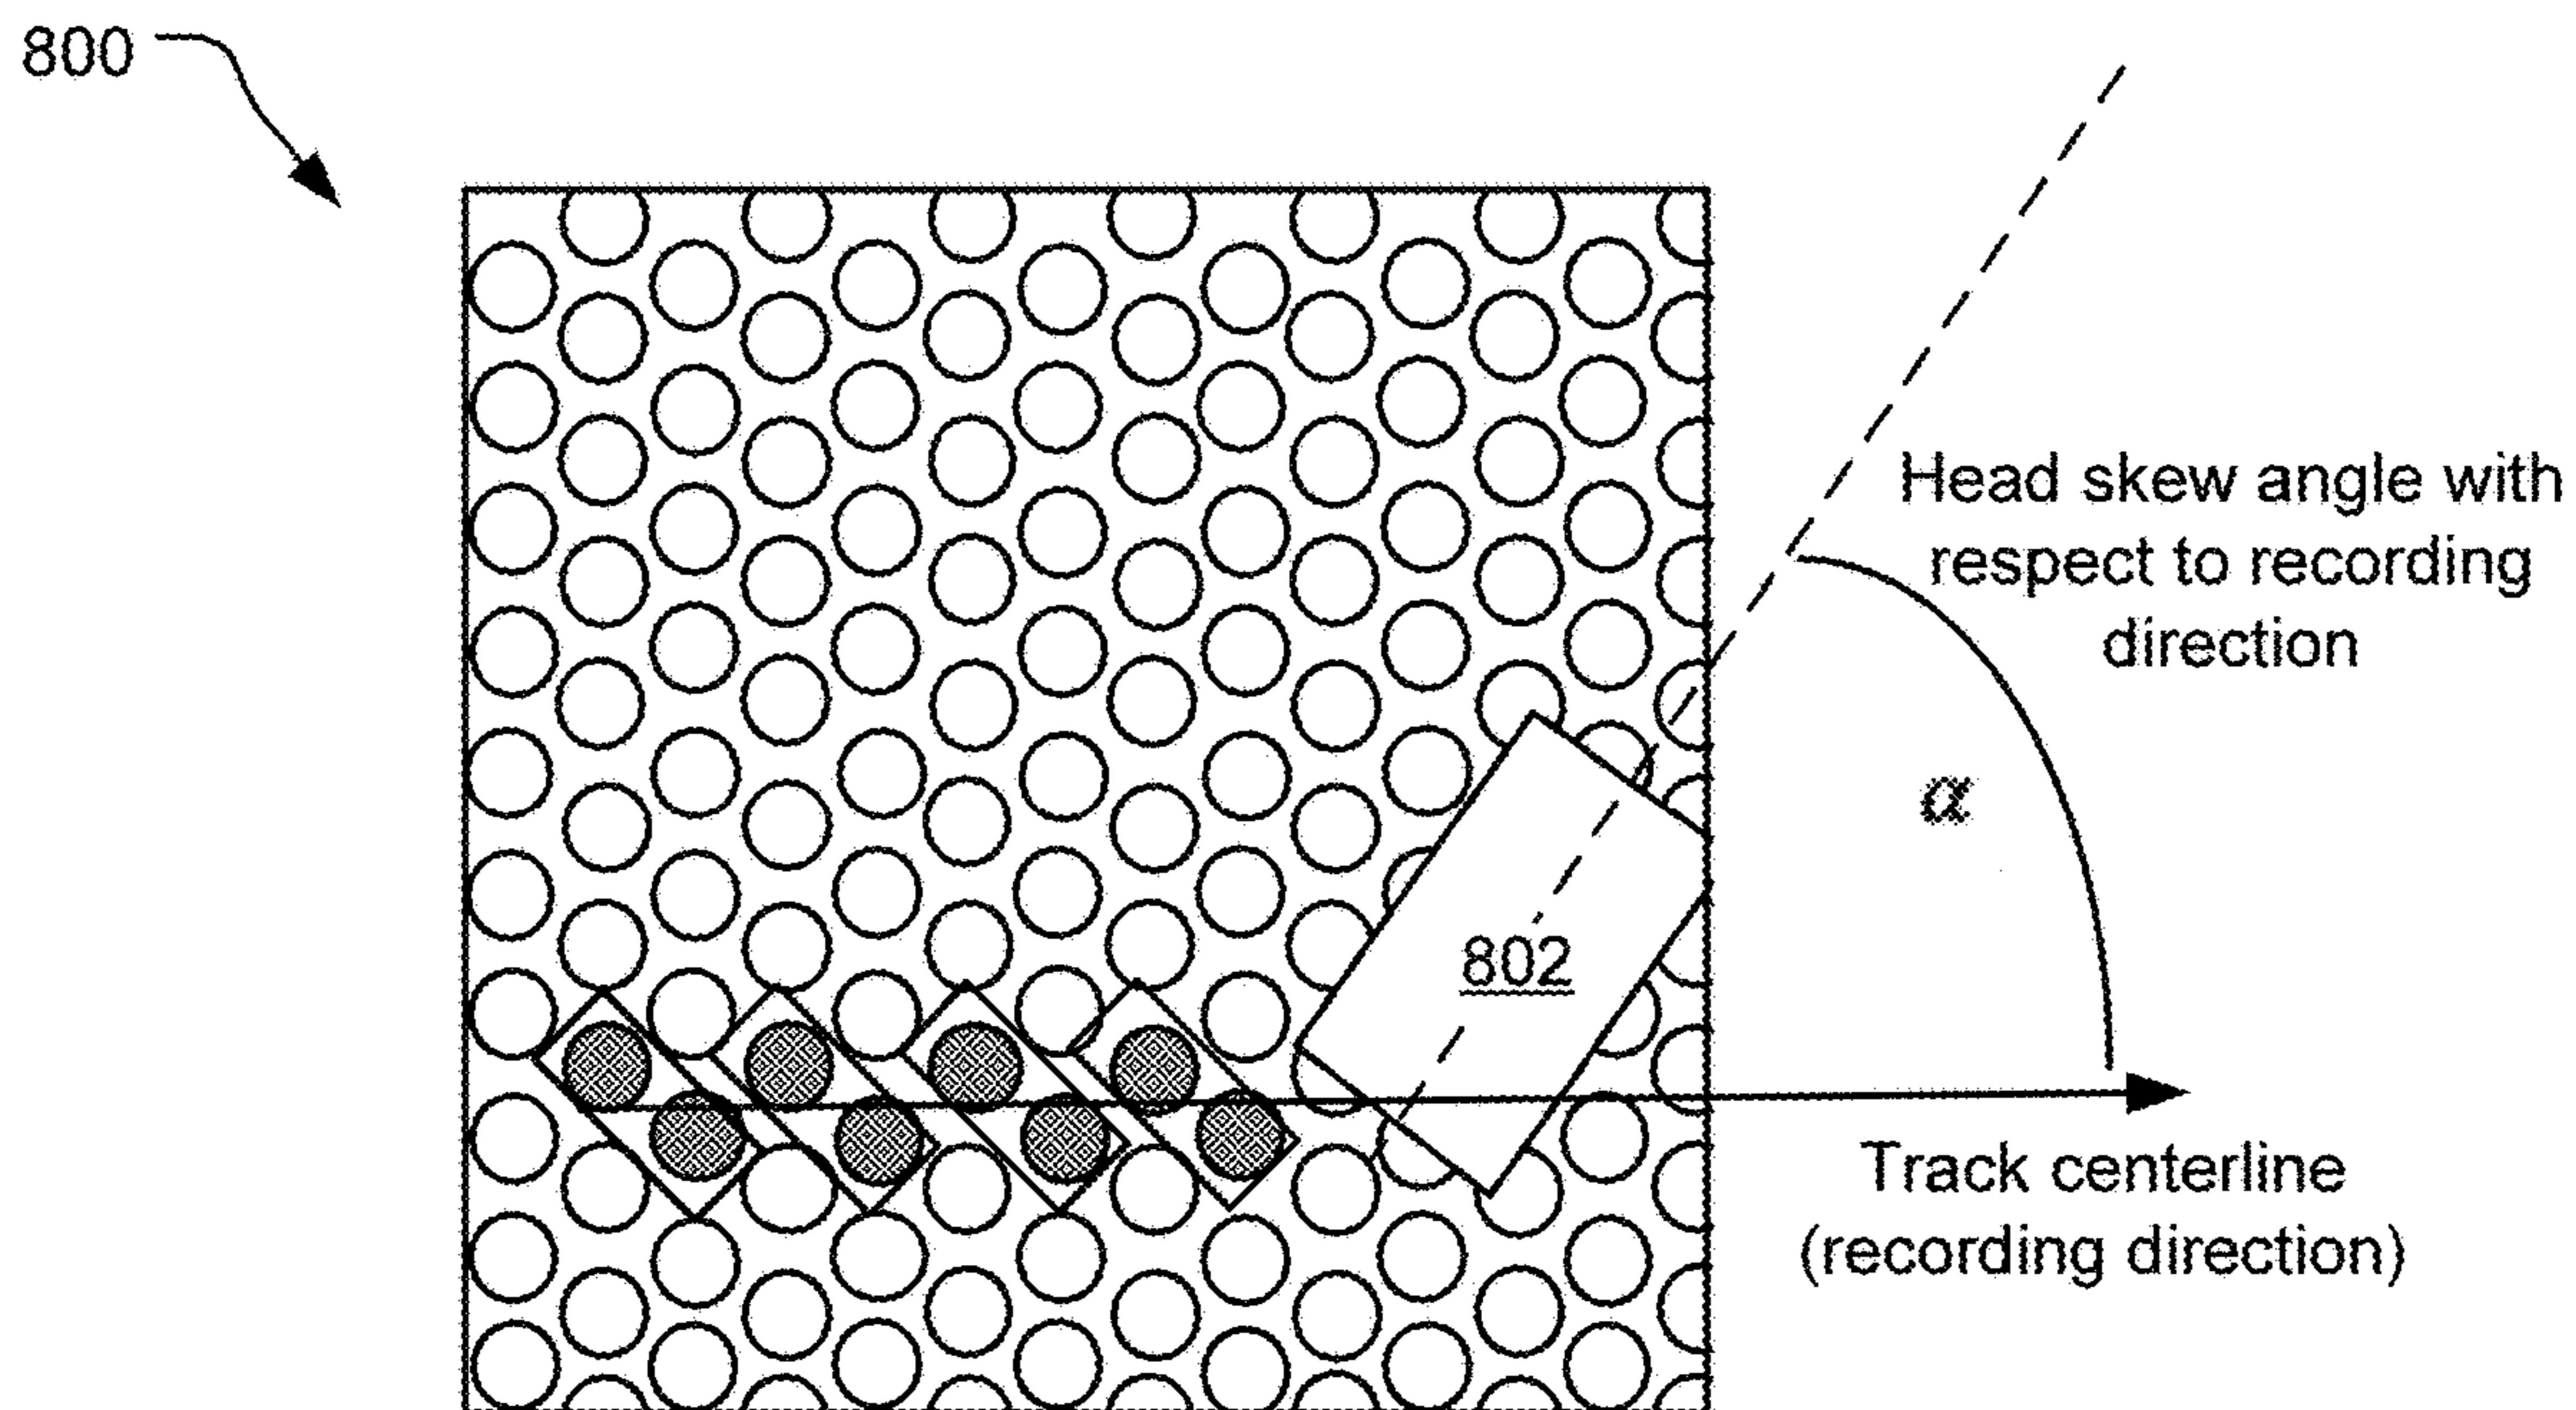 800
Head skew angle with
respect to recording
direction
α
802
Track centerline
(recording direction)